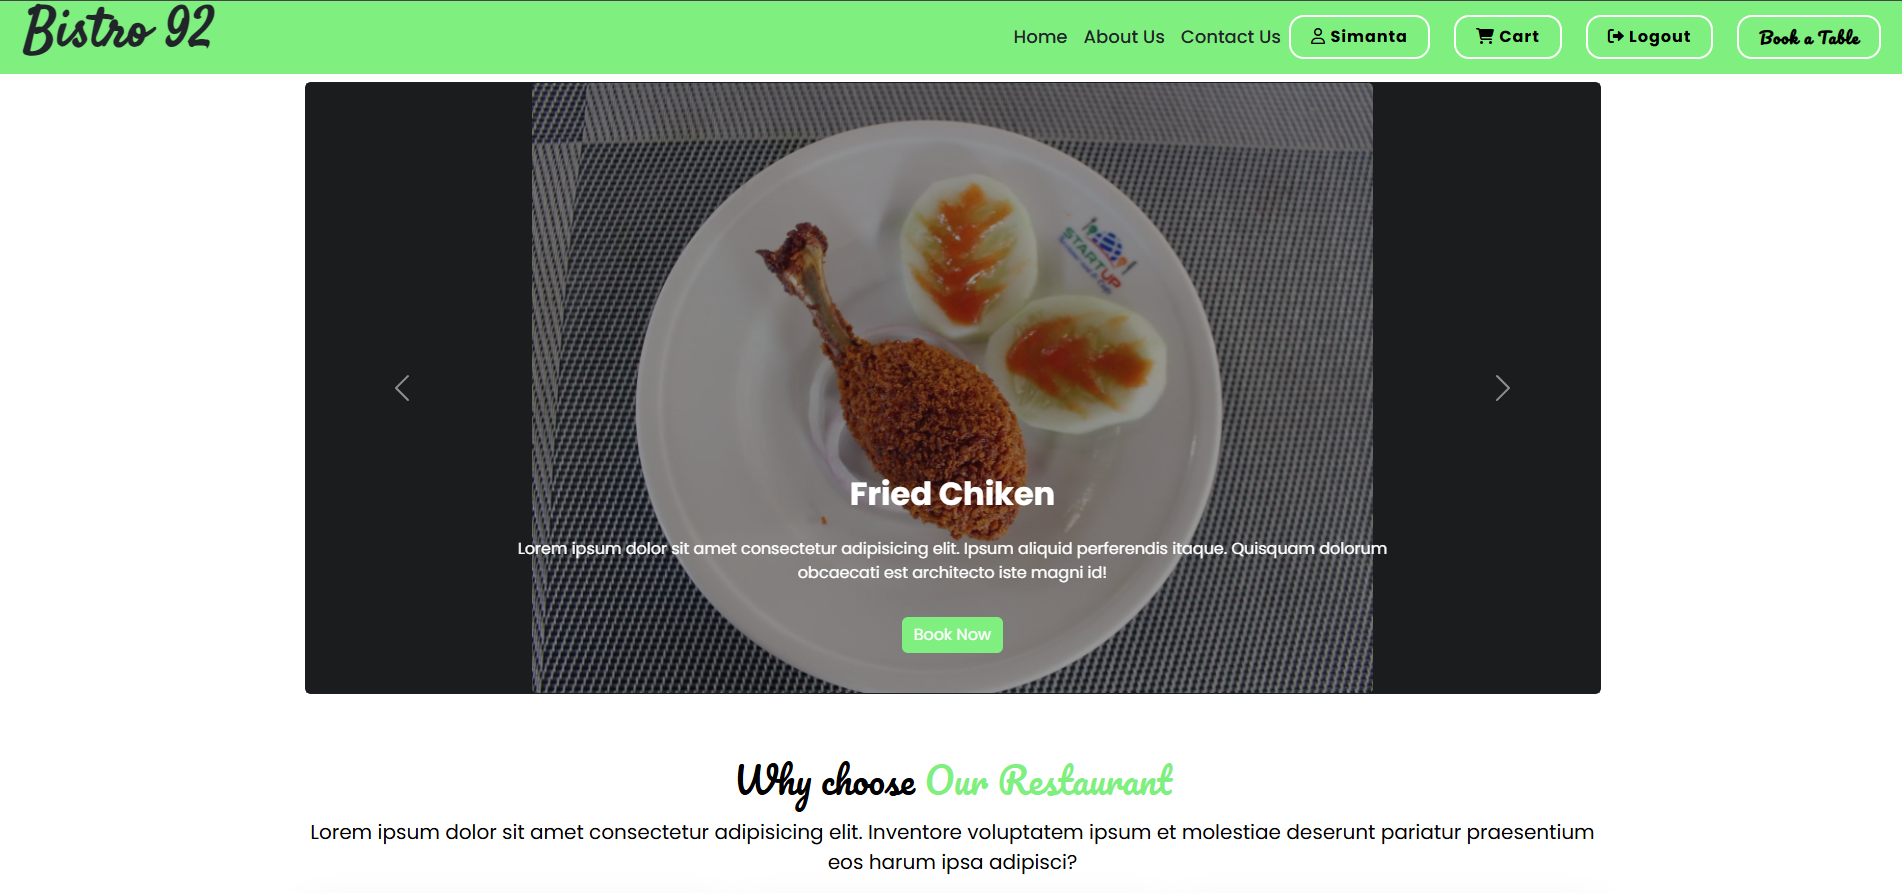 Bistro 92
Home About Us Contact Us Simanta Cart Logout Book a Table
STARTUP
Fried Chiken
Lorem ipsum dolor sit amet consectetur adipisicing elit. Ipsum aliquid perferendis itaque. Quisquam dolorum
obcaecati est architecto iste magni id!
Book Now
Why choose Our Restaurant
Lorem ipsum dolor sit amet consectetur adipisicing elit. Inventore voluptatem ipsum et molestiae deserunt pariatur praesentium
eos harum ipsa adipisci?